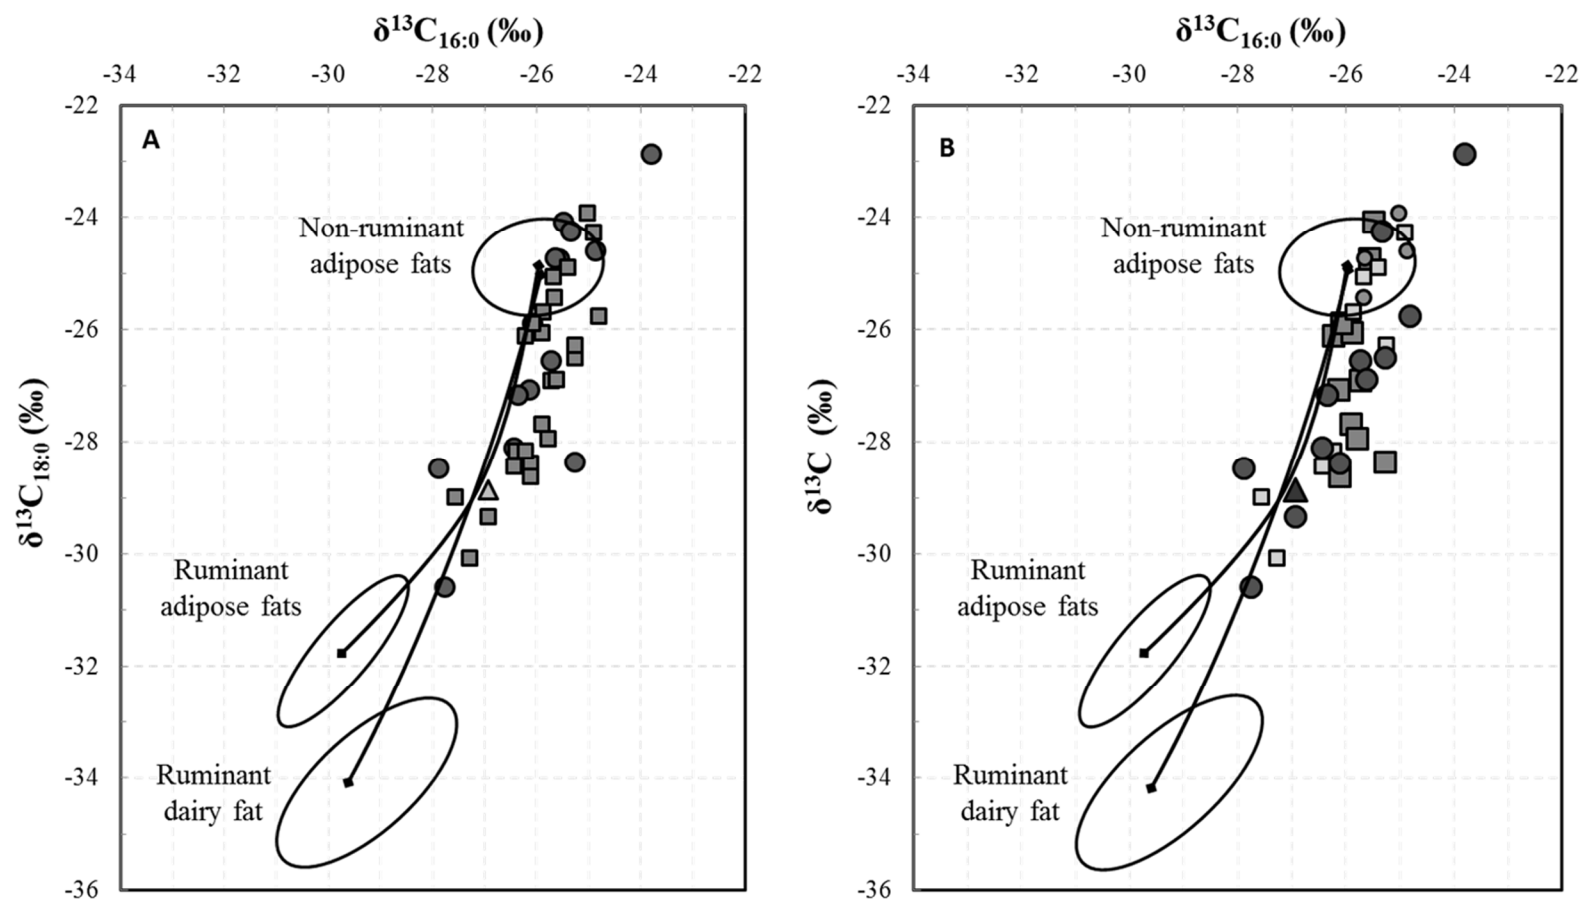 δ¹³C₁₆:₀ (‰)
-34 -32 -30 -28 -26 -24 -22
-22
A
-24
Non-ruminant
adipose fats
-26
δ¹³C₁₈:₀ (‰)
-28
-30
Ruminant
adipose fats
-32
-34
Ruminant
dairy fat
-36
δ¹³C₁₆:₀ (‰)
-34 -32 -30 -28 -26 -24 -22
-22
B
-24
Non-ruminant
adipose fats
-26
δ¹³C (‰)
-28
-30
Ruminant
adipose fats
-32
-34
Ruminant
dairy fat
-36